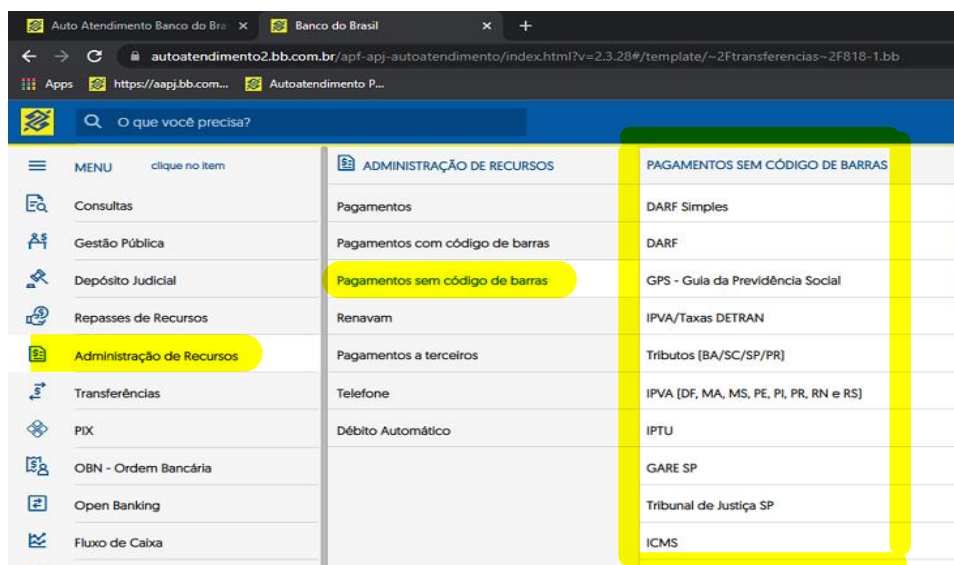 Auto Atendimento Banco do Bra
Banco do Brasil
autoatendimento2.bb.com.br/apf-apj-autoatendimento/index.html?v=2.3.28#/template/~2Ftransferencias~2F818-1.bb
Apps
https://aapj.bb.com...
Autoatendimento P...
O que você precisa?
MENU
clique no item
Consultas
Gestão Pública
Depósito Judicial
Repasses de Recursos
Administração de Recursos
Transferências
PIX
OBN - Ordem Bancária
Open Banking
Fluxo de Caixa
ADMINISTRAÇÃO DE RECURSOS
Pagamentos
Pagamentos com código de barras
Pagamentos sem código de barras
Renavam
Pagamentos a terceiros
Telefone
Débito Automático
PAGAMENTOS SEM CÓDIGO DE BARRAS
DARF Simples
DARF
GPS - Guia da Previdência Social
IPVA/Taxas DETRAN
Tributos (BA/SC/SP/PR)
IPVA (DF, MA, MS, PE, PI, PR, RN e RS)
IPTU
GARE SP
Tribunal de Justiça SP
ICMS